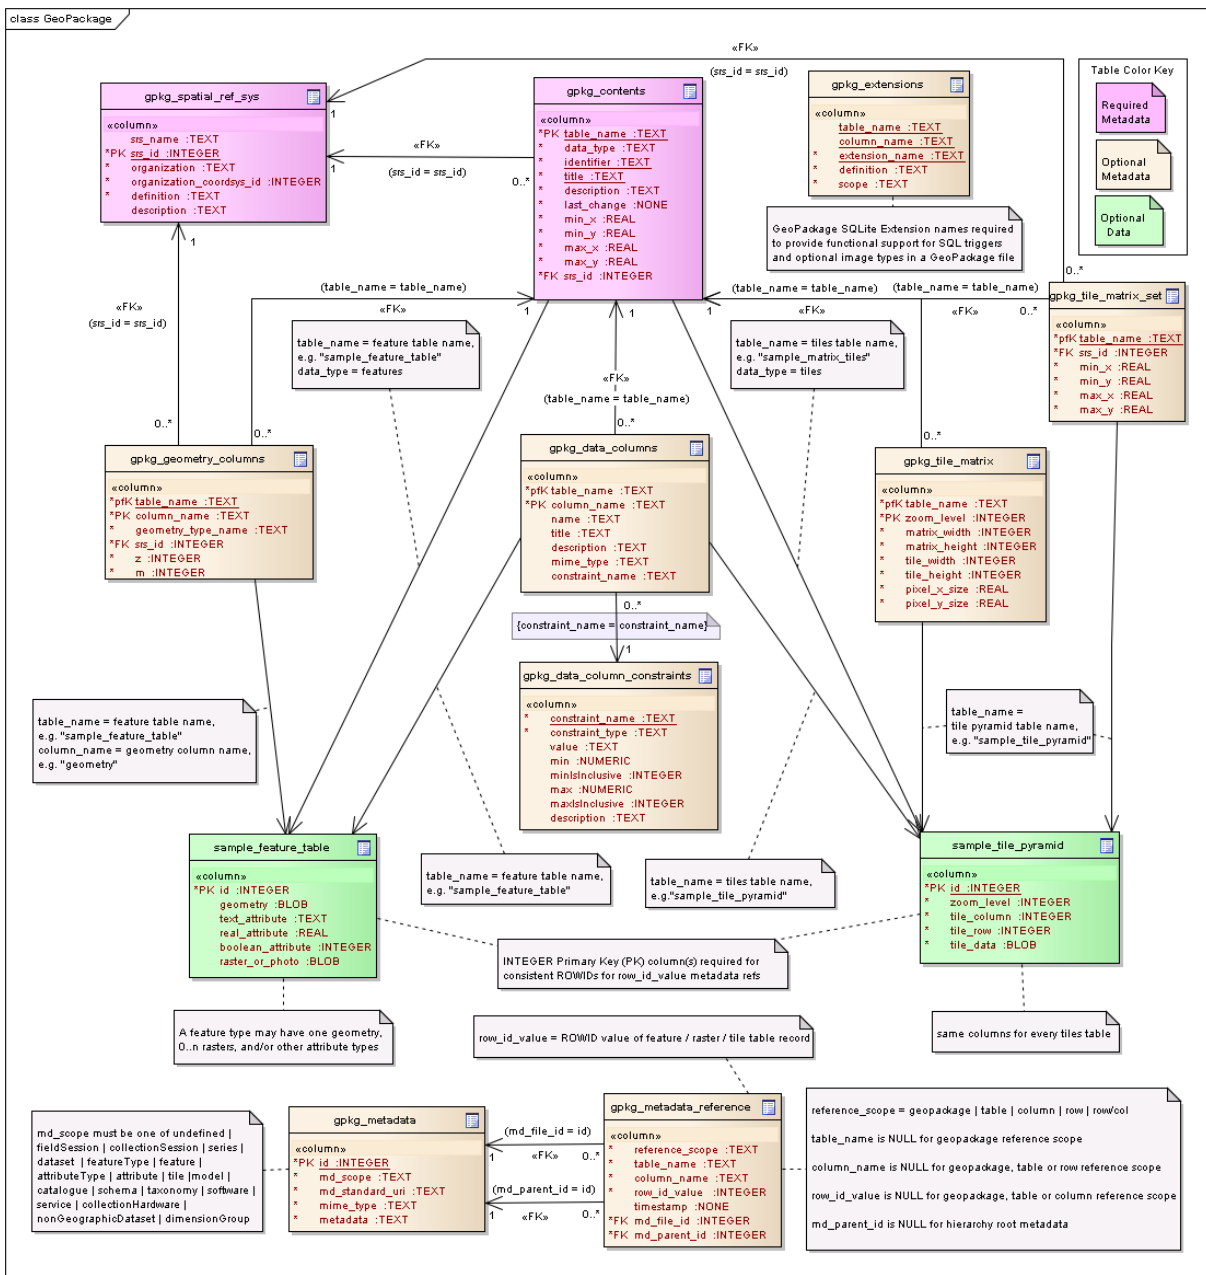 class GeoPackage
«FK»
(srs_id = srs_id)
Table Color Key
Required
Metadata
Optional
Metadata
Optional
Data
gpkg_spatial_ref_sys
«column»
srs_name :TEXT
*PK srs_id :INTEGER
* organization :TEXT
* organization_coordsys_id :INTEGER
* definition :TEXT
description :TEXT
1
1
1
«FK»
(srs_id = srs_id)
0..*
gpkg_contents
«column»
*PK table_name :TEXT
* data_type :TEXT
* identifier :TEXT
* title :TEXT
* description :TEXT
* last_change :NONE
* min_x :REAL
* min_y :REAL
* max_x :REAL
* max_y :REAL
*FK srs_id :INTEGER
gpkg_extensions
«column»
table_name :TEXT
column_name :TEXT
* extension_name :TEXT
* definition :TEXT
* scope :TEXT
GeoPackage SQLite Extension names required
to provide functional support for SQL triggers
and optional image types in a GeoPackage file
0..*
«FK»
(srs_id = srs_id)
(table_name = table_name)
«FK»
1
1
1
(table_name = table_name)
«FK»
(table_name = table_name)
«FK»
0..*
gpkg_tile_matrix_set
«column»
*pfK table_name :TEXT
*FK srs_id :INTEGER
* min_x :REAL
* min_y :REAL
* max_x :REAL
* max_y :REAL
table_name = feature table name,
e.g. "sample_feature_table"
data_type = features
«FK»
(table_name = table_name)
table_name = tiles table name,
e.g. "sample_matrix_tiles"
data_type = tiles
0..*
0..*
0..*
0..*
gpkg_geometry_columns
«column»
*pfK table_name :TEXT
*PK column_name :TEXT
* geometry_type_name :TEXT
*FK srs_id :INTEGER
* z :INTEGER
* m :INTEGER
gpkg_data_columns
«column»
*pfK table_name :TEXT
*PK column_name :TEXT
name :TEXT
title :TEXT
description :TEXT
mime_type :TEXT
constraint_name :TEXT
gpkg_tile_matrix
«column»
*pfK table_name :TEXT
*PK zoom_level :INTEGER
* matrix_width :INTEGER
* matrix_height :INTEGER
* tile_width :INTEGER
* tile_height :INTEGER
* pixel_x_size :REAL
* pixel_y_size :REAL
0..*
{constraint_name = constraint_name}
1
gpkg_data_column_constraints
«column»
* constraint_name :TEXT
* constraint_type :TEXT
value :TEXT
min :NUMERIC
minIsInclusive :INTEGER
max :NUMERIC
maxIsInclusive :INTEGER
description :TEXT
table_name = feature table name,
e.g. "sample_feature_table"
column_name = geometry column name,
e.g. "geometry"
table_name =
tile pyramid table name,
e.g. "sample_tile_pyramid"
sample_feature_table
«column»
*PK id :INTEGER
geometry :BLOB
text_attribute :TEXT
real_attribute :REAL
boolean_attribute :INTEGER
raster_or_photo :BLOB
table_name = feature table name,
e.g. "sample_feature_table"
table_name = tiles table name,
e.g."sample_tile_pyramid"
sample_tile_pyramid
«column»
*PK id :INTEGER
* zoom_level :INTEGER
* tile_column :INTEGER
* tile_row :INTEGER
* tile_data :BLOB
INTEGER Primary Key (PK) column(s) required for
consistent ROWIDs for row_id_value metadata refs
A feature type may have one geometry,
0..n rasters, and/or other attribute types
row_id_value = ROWID value of feature / raster / tile table record
same columns for every tiles table
md_scope must be one of undefined |
fieldSession | collectionSession | series |
dataset | featureType | feature |
attributeType | attribute | tile |model |
catalogue | schema | taxonomy | software |
service | collectionHardware |
nonGeographicDataset | dimensionGroup
gpkg_metadata
«column»
*PK id :INTEGER
* md_scope :TEXT
* md_standard_uri :TEXT
* mime_type :TEXT
* metadata :TEXT
(md_file_id = id)
1
«FK»
0..*
(md_parent_id = id)
1
«FK»
0..*
gpkg_metadata_reference
«column»
* reference_scope :TEXT
* table_name :TEXT
* column_name :TEXT
* row_id_value :INTEGER
timestamp :NONE
*FK md_file_id :INTEGER
*FK md_parent_id :INTEGER
reference_scope = geopackage | table | column | row | row/col
table_name is NULL for geopackage reference scope
column_name is NULL for geopackage, table or row reference scope
row_id_value is NULL for geopackage, table or column reference scope
md_parent_id is NULL for hierarchy root metadata